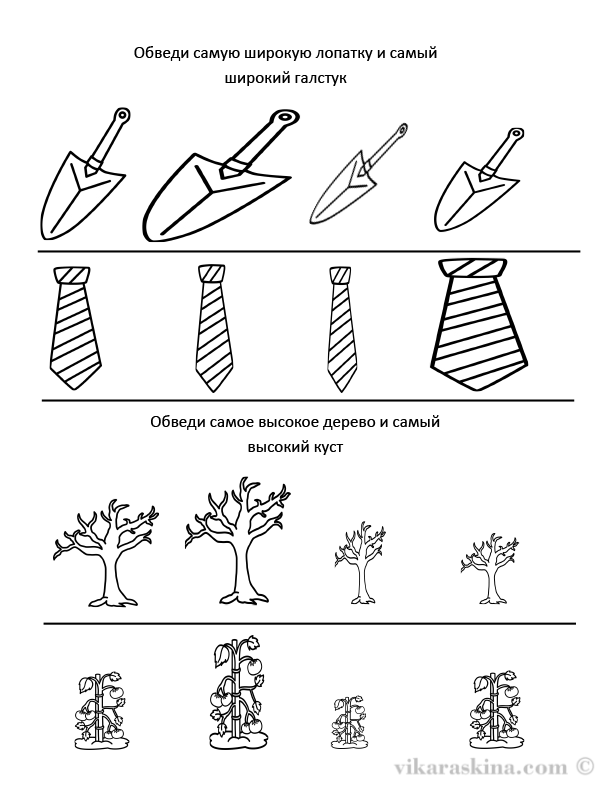 Обведи самую широкую лопатку и самый
широкий галстук
Обведи самое высокое дерево и самый
высокий куст
vikaraskina.com ©